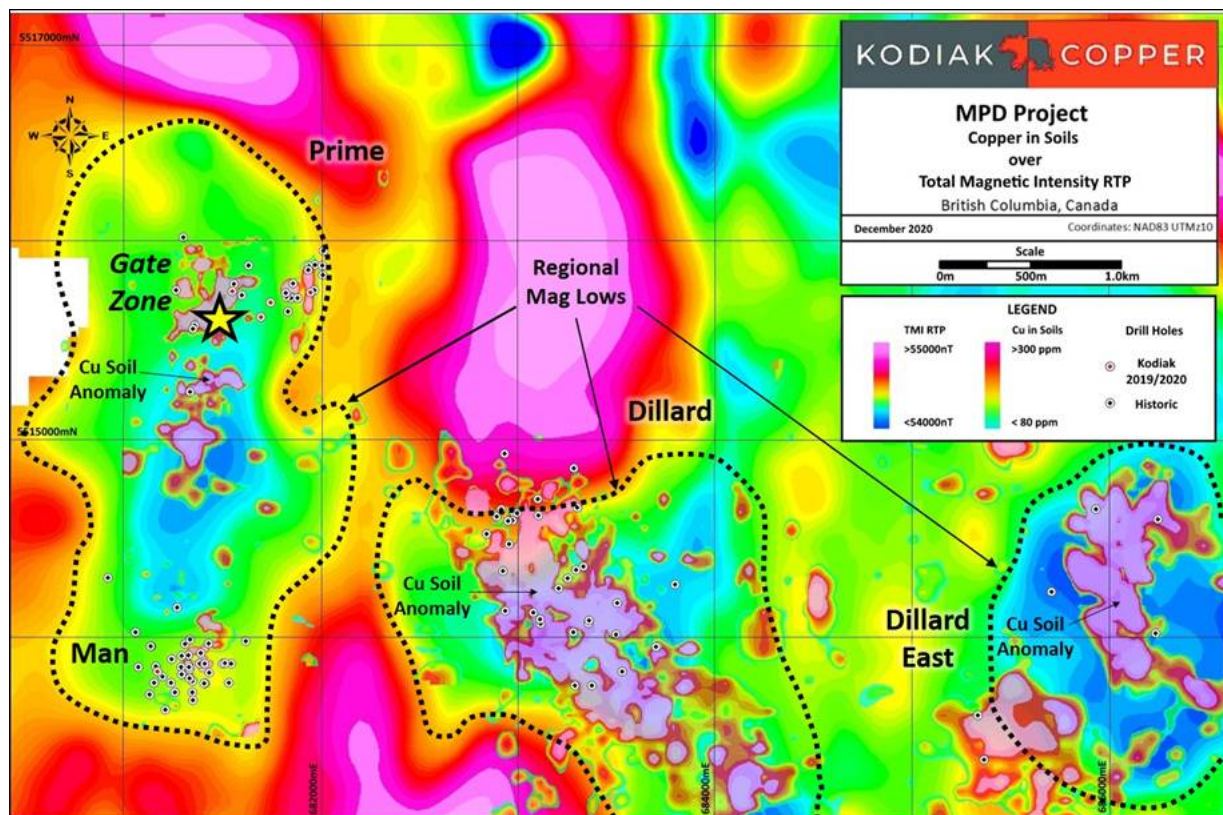 5517000mN
N
W E
S
Prime
Gate
Zone
Cu Soil
Anomaly
5515000mN
Man
Regional
Mag Lows
Dillard
Cu Soil
Anomaly
Dillard
East
Cu Soil
Anomaly
682000mE
684000mE
686000mE
KODIAK COPPER
MPD Project
Copper in Soils
over
Total Magnetic Intensity RTP
British Columbia, Canada
December 2020 Coordinates: NAD83 UTMz10
Scale
0m 500m 1.0km
LEGEND
TMI RTP Cu in Soils Drill Holes
>55000nT >300 ppm
Kodiak
2019/2020
<54000nT < 80 ppm Historic